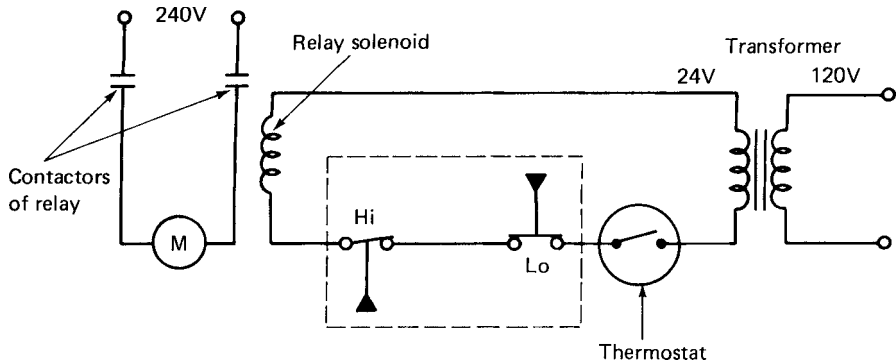 240V
Relay solenoid
Transformer
24V
120V
Contactors
of relay
M
Hi
Lo
Thermostat